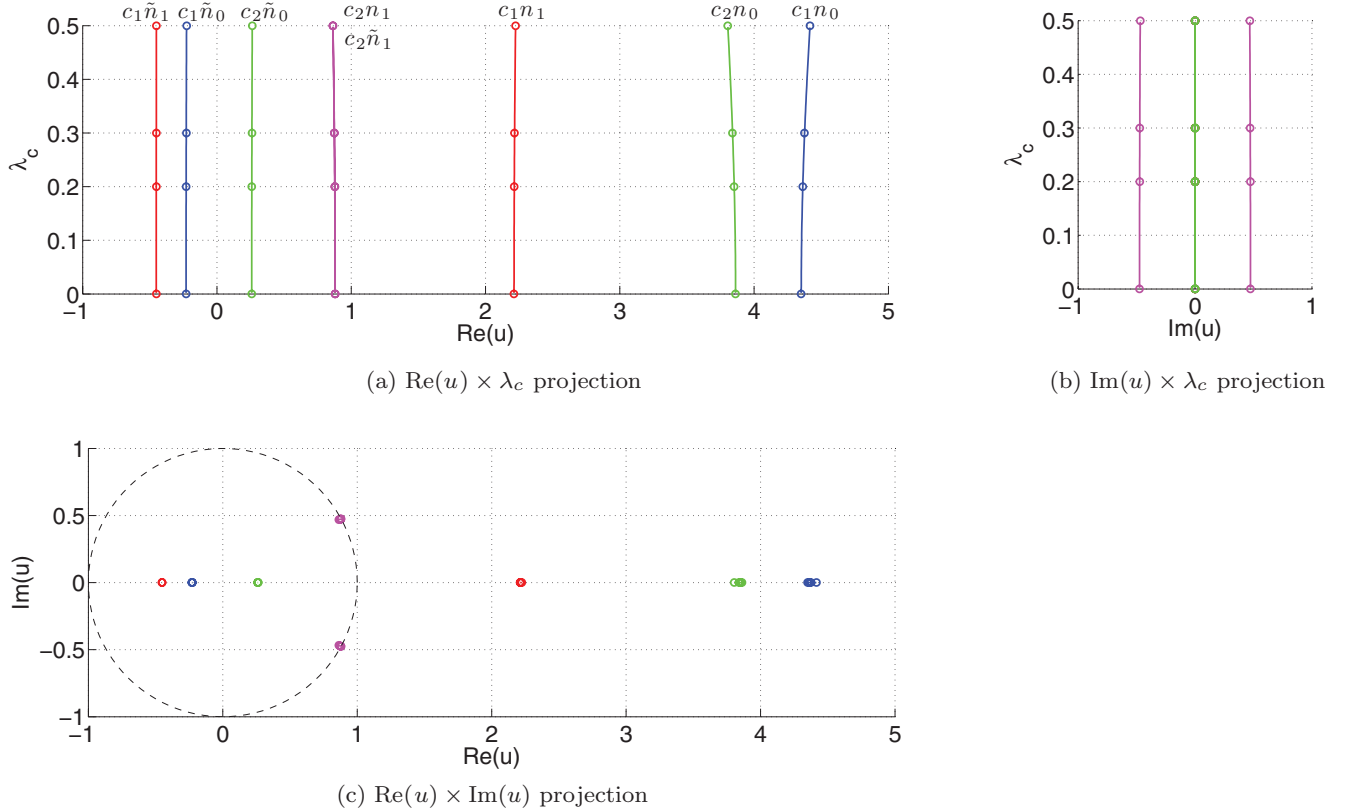 c₁ñ₁ c₁ñ₀ c₂ñ₀ c₂n₁ c₁n₁ c₂n₀ c₁n₀
c₂ñ₁
0.5
0.4
0.3
0.2
0.1
0
λc
−1 0 1 2 3 4 5
Re(u)
(a) Re(u) × λc projection
0.5
0.4
0.3
0.2
0.1
0
λc
−1 0 1
Im(u)
(b) Im(u) × λc projection
1
0.5
0
−0.5
−1
Im(u)
−1 0 1 2 3 4 5
Re(u)
(c) Re(u) × Im(u) projection